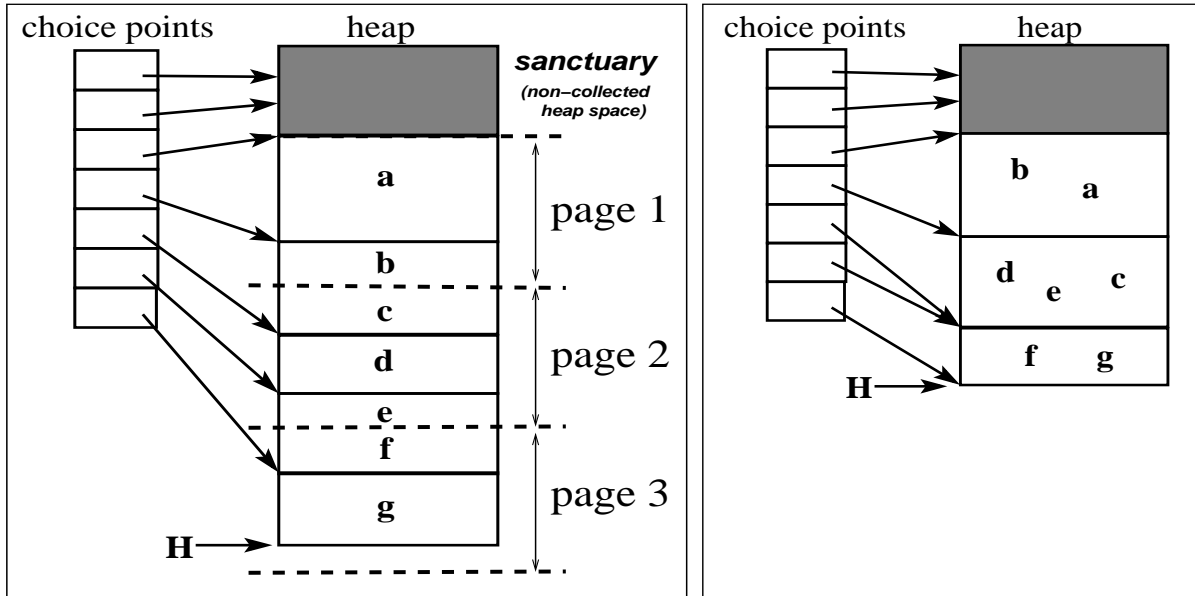 choice points
heap
sanctuary
(non–collected
heap space)
a
page 1
b
c
page 2
d
e
f
page 3
g
H
choice points
heap
b
a
d
e
c
f
g
H